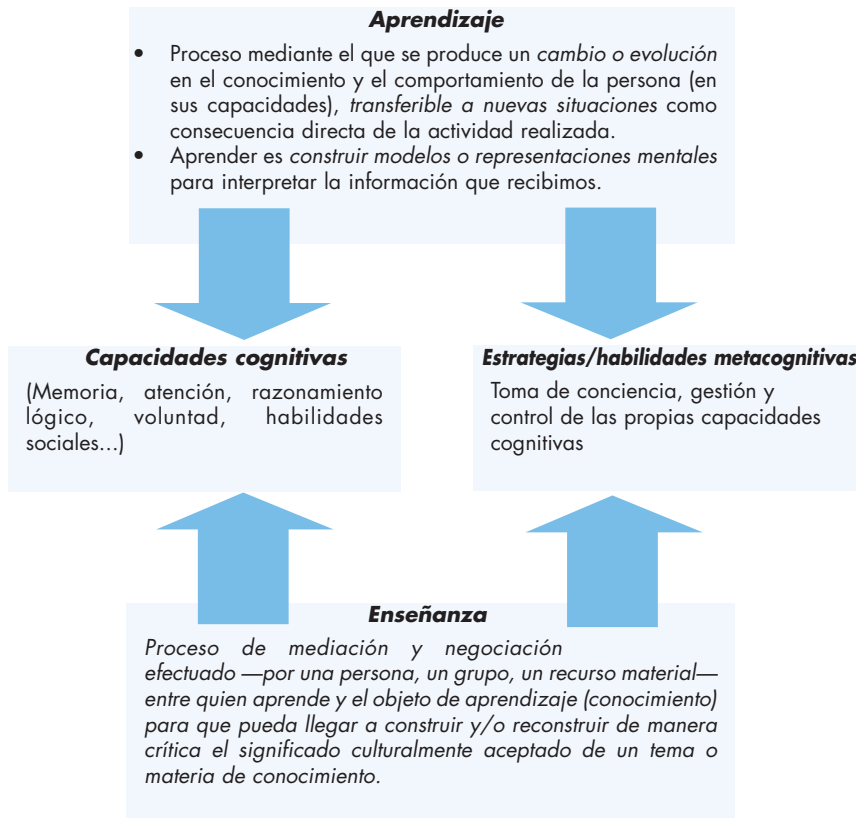 Aprendizaje
• Proceso mediante el que se produce un cambio o evolución
en el conocimiento y el comportamiento de la persona (en
sus capacidades), transferible a nuevas situaciones como
consecuencia directa de la actividad realizada.
• Aprender es construir modelos o representaciones mentales
para interpretar la información que recibimos.
Capacidades cognitivas
(Memoria, atención, razonamiento
lógico, voluntad, habilidades
sociales...)
Estrategias/habilidades metacognitivas
Toma de conciencia, gestión y
control de las propias capacidades
cognitivas
Enseñanza
Proceso de mediación y negociación
efectuado —por una persona, un grupo, un recurso material—
entre quien aprende y el objeto de aprendizaje (conocimiento)
para que pueda llegar a construir y/o reconstruir de manera
crítica el significado culturalmente aceptado de un tema o
materia de conocimiento.